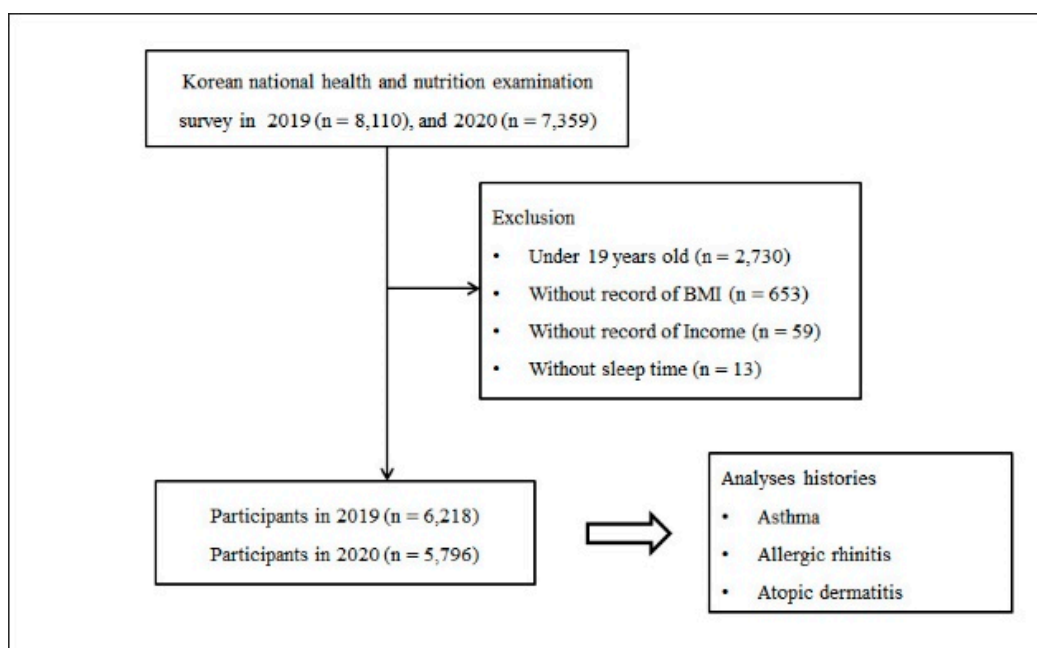 Korean national health and nutrition examination
survey in 2019 (n = 8,110), and 2020 (n = 7,359)
Exclusion
• Under 19 years old (n = 2,730)
• Without record of BMI (n = 653)
• Without record of Income (n = 59)
• Without sleep time (n = 13)
Participants in 2019 (n = 6,218)
Participants in 2020 (n = 5,796)
Analyses histories
• Asthma
• Allergic rhinitis
• Atopic dermatitis